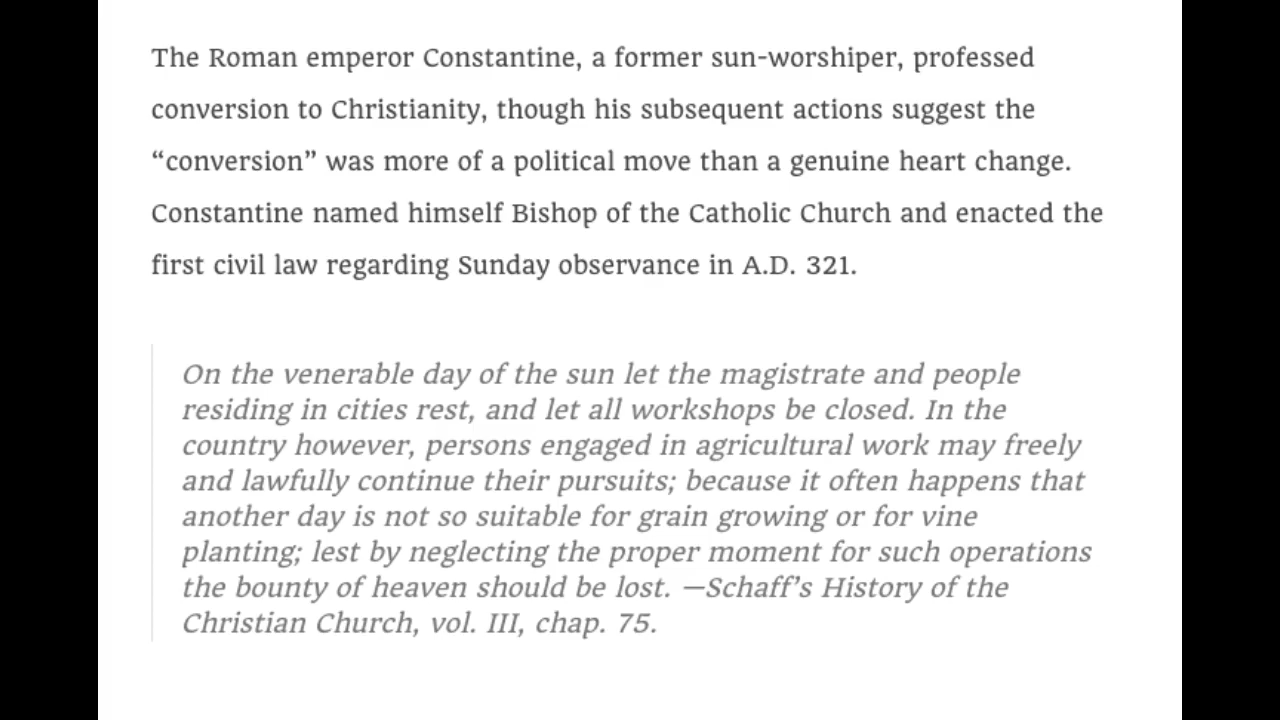 The Roman emperor Constantine, a former sun-worshiper, professed
conversion to Christianity, though his subsequent actions suggest the
“conversion” was more of a political move than a genuine heart change.
Constantine named himself Bishop of the Catholic Church and enacted the
first civil law regarding Sunday observance in A.D. 321.
On the venerable day of the sun let the magistrate and people
residing in cities rest, and let all workshops be closed. In the
country however, persons engaged in agricultural work may freely
and lawfully continue their pursuits; because it often happens that
another day is not so suitable for grain growing or for vine
planting; lest by neglecting the proper moment for such operations
the bounty of heaven should be lost. —Schaff’s History of the
Christian Church, vol. III, chap. 75.